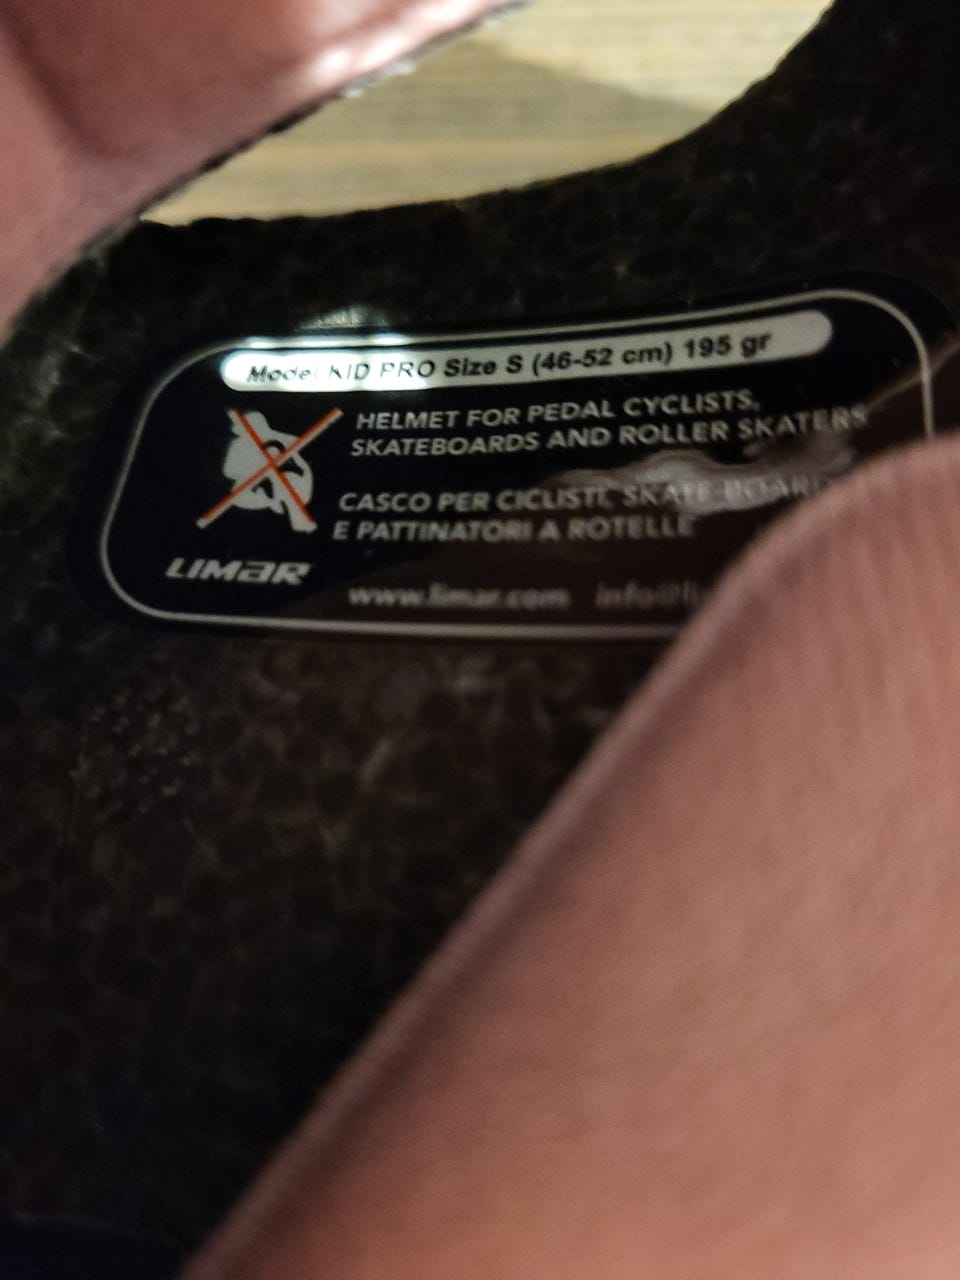 Model KID PRO Size S (46-52 cm) 195 gr
HELMET FOR PEDAL CYCLISTS,
SKATEBOARDS AND ROLLER SKATERS
CASCO PER CICLISTI, SKATE-BOARD
E PATTINATORI A ROTELLE
LIMAR
www.limar.com